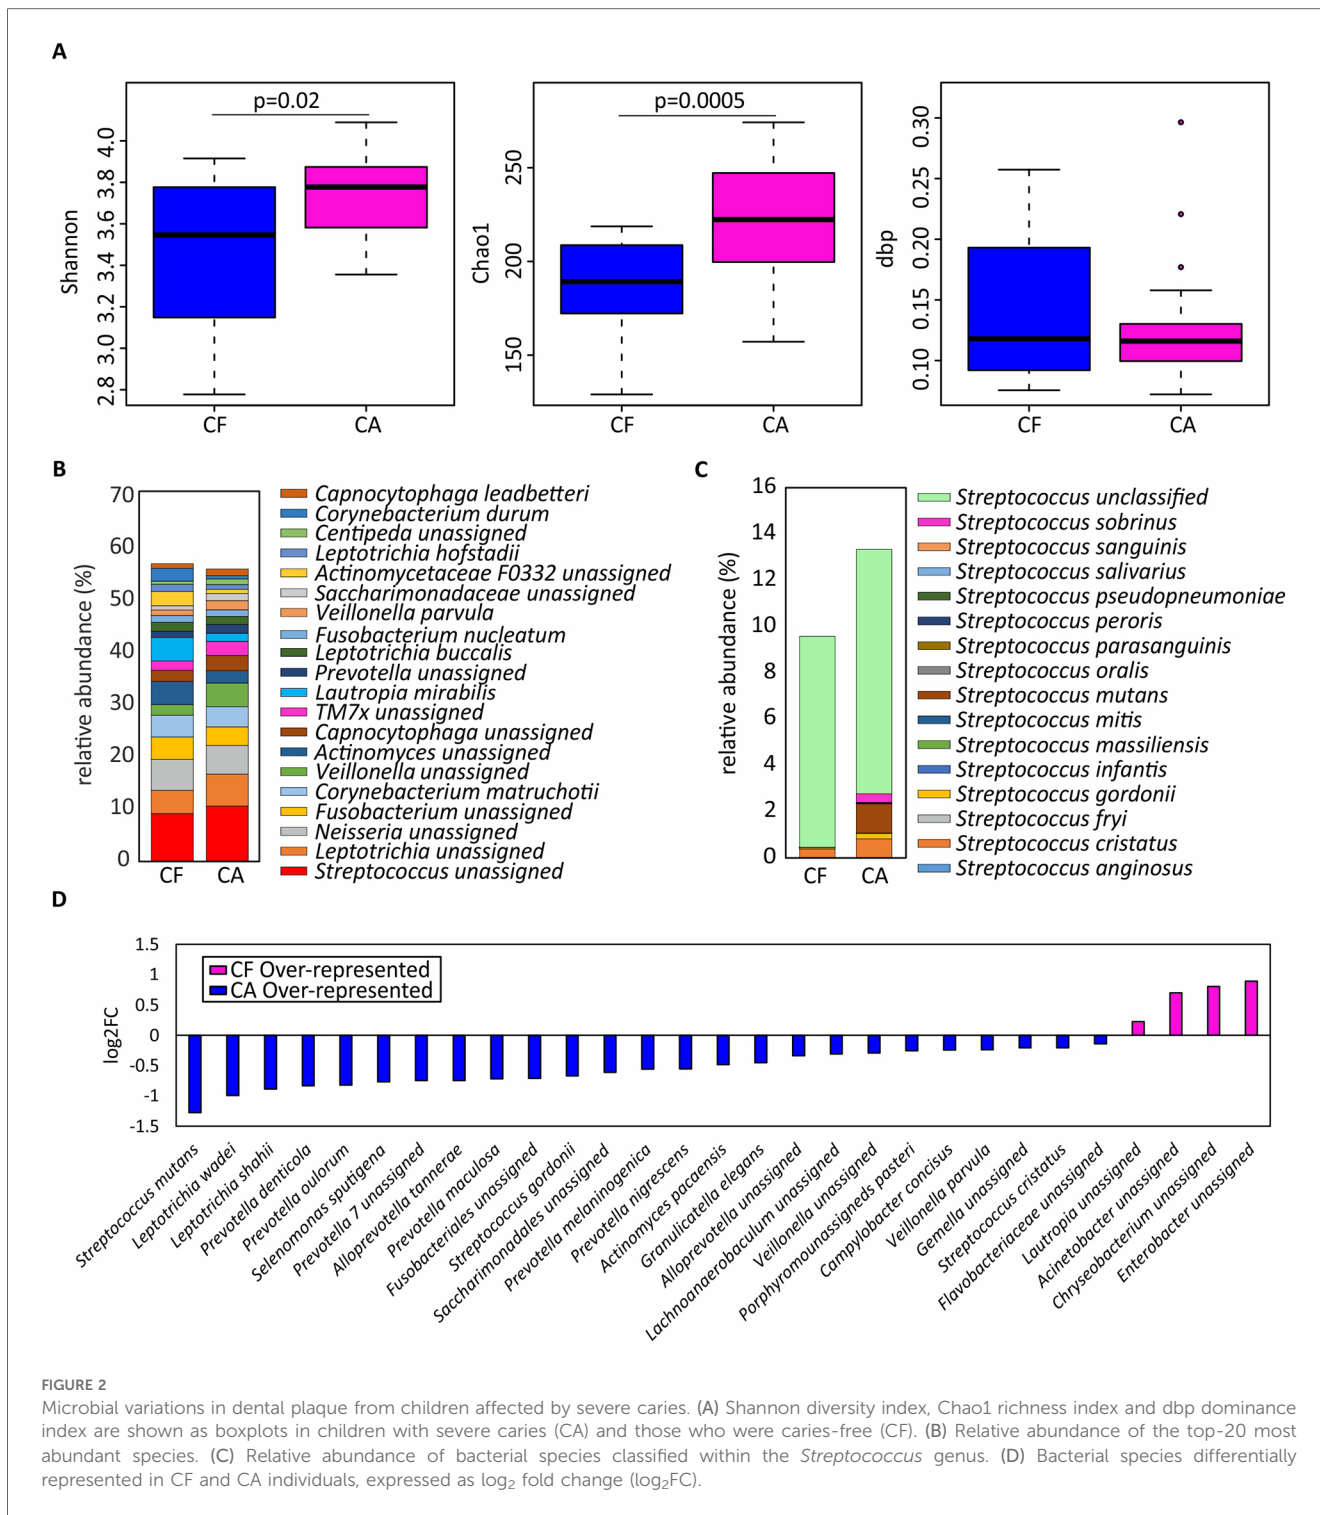 A
p=0.02
4.0
3.8
3.6
3.4
3.2
3.0
2.8
Shannon
CF
CA
p=0.0005
250
200
150
Chao1
CF
CA
0.30
0.25
0.20
0.15
0.10
dbp
CF
CA
B
70
60
50
40
30
20
10
0
relative abundance (%)
CF
CA
Capnocytophaga leadbetteri
Corynebacterium durum
Centipeda unassigned
Leptotrichia hofstadii
Actinomycetaceae F0332 unassigned
Saccharimonadaceae unassigned
Veillonella parvula
Fusobacterium nucleatum
Leptotrichia buccalis
Prevotella unassigned
Lautropia mirabilis
TM7x unassigned
Capnocytophaga unassigned
Actinomyces unassigned
Veillonella unassigned
Corynebacterium matruchotii
Fusobacterium unassigned
Neisseria unassigned
Leptotrichia unassigned
Streptococcus unassigned
C
16
14
12
10
8
6
4
2
0
relative abundance (%)
CF
CA
Streptococcus unclassified
Streptococcus sobrinus
Streptococcus sanguinis
Streptococcus salivarius
Streptococcus pseudopneumoniae
Streptococcus peroris
Streptococcus parasanguinis
Streptococcus oralis
Streptococcus mutans
Streptococcus mitis
Streptococcus massiliensis
Streptococcus infantis
Streptococcus gordonii
Streptococcus fryi
Streptococcus cristatus
Streptococcus anginosus
D
1.5
1
0.5
0
-0.5
-1
-1.5
log2FC
CF Over-represented
CA Over-represented
Streptococcus mutans
Leptotrichia wadei
Leptotrichia shahii
Prevotella denticola
Prevotella oulorum
Selenomonas sputigena
Prevotella 7 unassigned
Alloprevotella tannerae
Prevotella maculosa
Fusobacteriales unassigned
Streptococcus gordonii
Saccharimonadales unassigned
Prevotella melaninogenica
Prevotella nigrescens
Actinomyces pacaensis
Granulicatella elegans
Alloprevotella unassigned
Lachnoanaerobaculum unassigned
Veillonella unassigned
Porphyromounassigneds pasteri
Campylobacter concisus
Veillonella parvula
Gemella unassigned
Streptococcus cristatus
Flavobacteriaceae unassigned
Lautropia unassigned
Acinetobacter unassigned
Chryseobacterium unassigned
Enterobacter unassigned
FIGURE 2
Microbial variations in dental plaque from children affected by severe caries. (A) Shannon diversity index, Chao1 richness index and dbp dominance
index are shown as boxplots in children with severe caries (CA) and those who were caries-free (CF). (B) Relative abundance of the top-20 most
abundant species. (C) Relative abundance of bacterial species classified within the Streptococcus genus. (D) Bacterial species differentially
represented in CF and CA individuals, expressed as log2 fold change (log2FC).